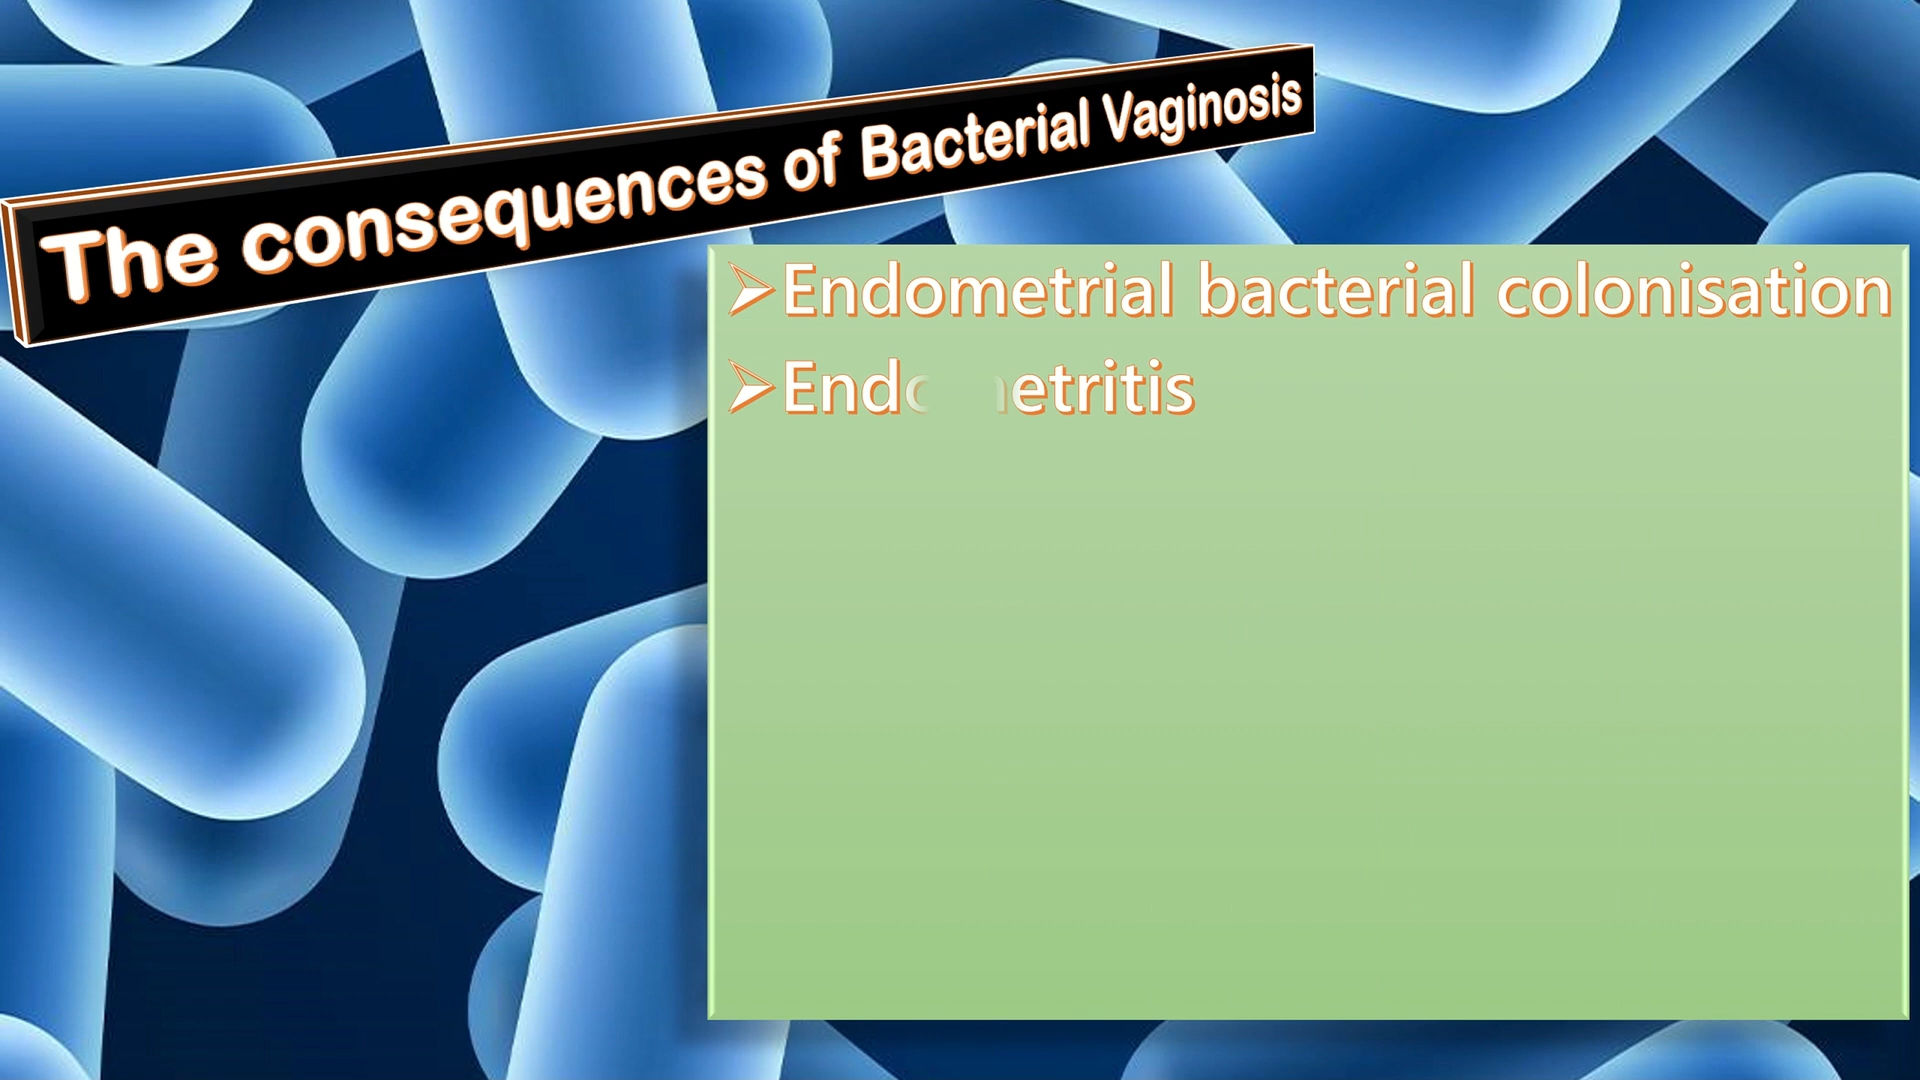 The consequences of Bacterial Vaginosis
➢Endometrial bacterial colonisation